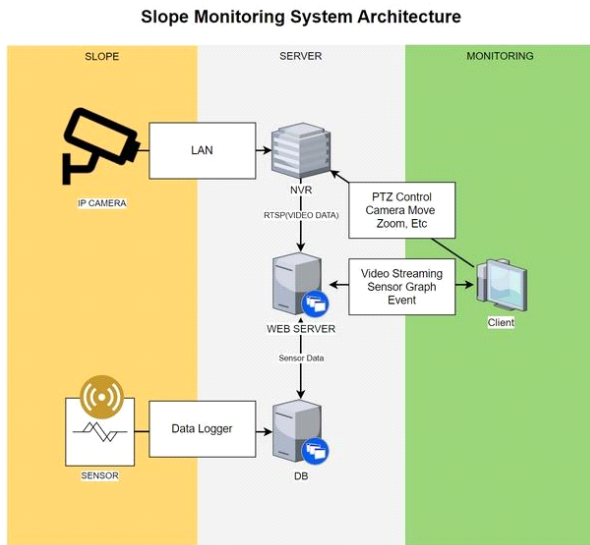 Slope Monitoring System Architecture
SLOPE
SERVER
MONITORING
LAN
IP CAMERA
NVR
PTZ Control
Camera Move
Zoom, Etc
RTSP(VIDEO DATA)
Video Streaming
Sensor Graph
Event
WEB SERVER
Client
Sensor Data
Data Logger
SENSOR
DB